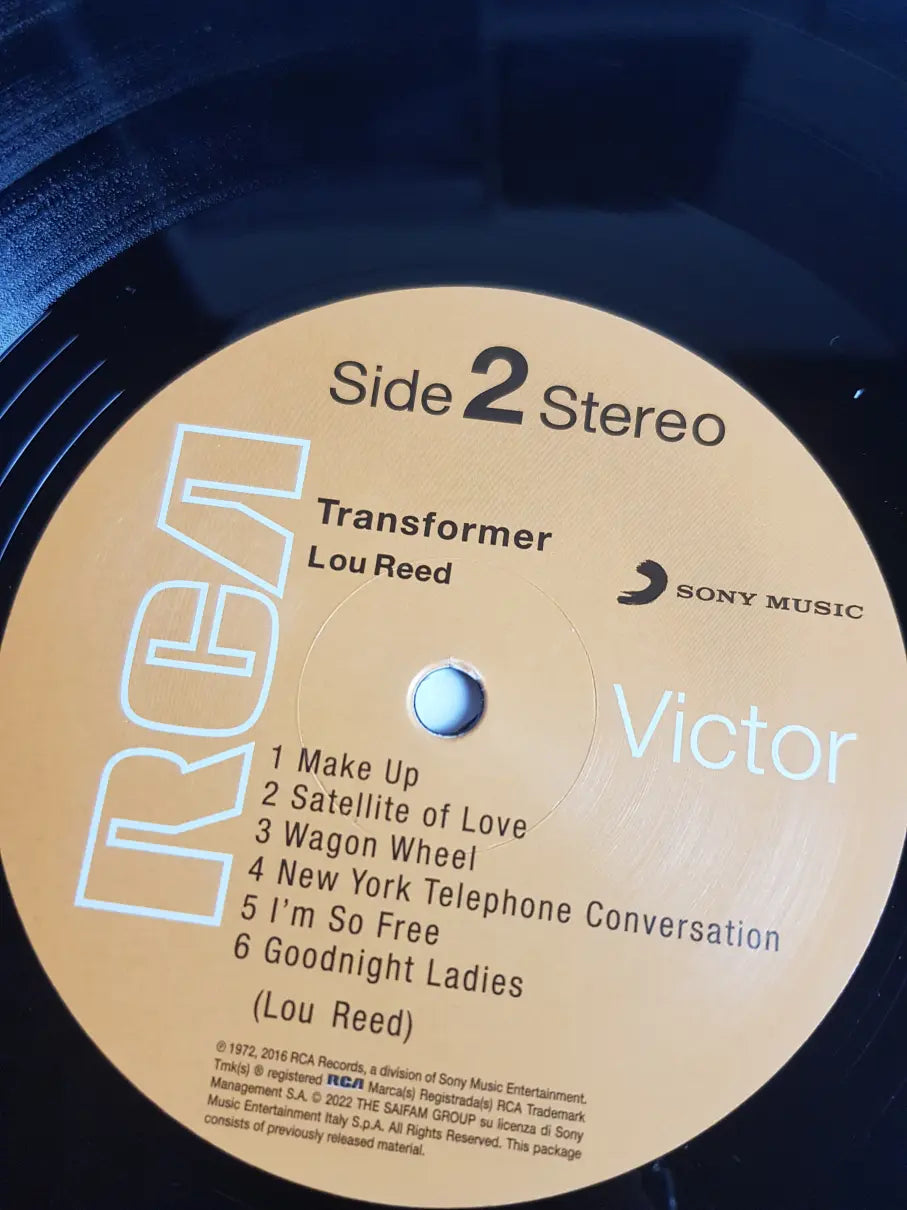 Side 2 Stereo
RCA
Transformer
Lou Reed
SONY MUSIC
Victor
1 Make Up
2 Satellite of Love
3 Wagon Wheel
4 New York Telephone Conversation
5 I'm So Free
6 Goodnight Ladies
(Lou Reed)
℗ 1972, 2016 RCA Records, a division of Sony Music Entertainment.
Tmk(s) ® registered RCA Marca(s) Registrada(s) RCA Trademark
Management S.A. © 2022 THE SAIFAM GROUP su licenza di Sony
Music Entertainment Italy S.p.A. All Rights Reserved. This package
consists of previously released material.